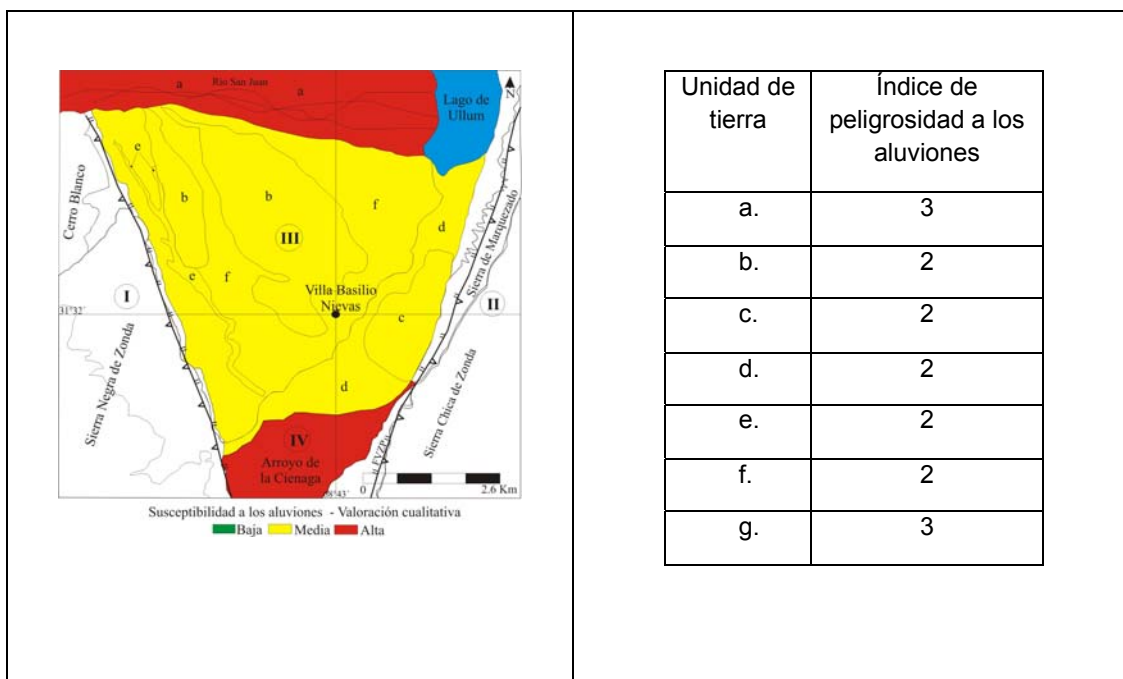 Rio San Juan
a
a
N
Lago de
Ullum
e
b
b
f
d
Cerro Blanco
III
Sierra de Marquezado
e
f
Villa Basilio
Nievas
I
II
31°32´
c
Sierra Negra de Zonda
d
Sierra Chica de Zonda
IV
Arroyo de
la Cienaga
FVZP
68°43´
0
2.6 Km
Susceptibilidad a los aluviones - Valoración cualitativa
Baja Media Alta
Unidad de tierra Índice de peligrosidad a los aluviones
a. 3
b. 2
c. 2
d. 2
e. 2
f. 2
g. 3